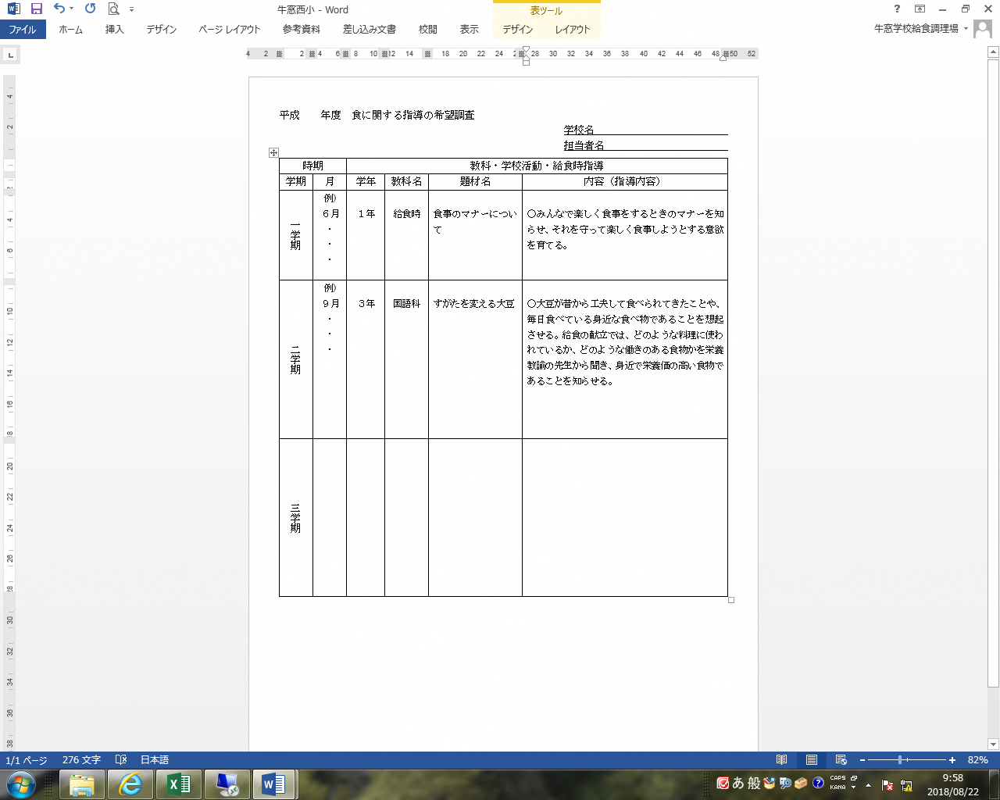 牛窓西小 - Word
表ツール
ファイル ホーム 挿入 デザイン ページ レイアウト 参考資料 差し込み文書 校閲 表示 デザイン レイアウト
牛窓学校給食調理場
平成　　年度　食に関する指導の希望調査
学校名
担当者名
時期 教科・学校活動・給食時指導
学期 月 学年 教科名 題材名 内容（指導内容）
例）
６月 １年 給食時 食事のマナーについ
て
○みんなで楽しく食事をするときのマナーを知
らせ、それを守って楽しく食事しようとする意欲
を育てる。
・
・
・
一学期
例）
９月 ３年 国語科 すがたを変える大豆
○大豆が昔から工夫して食べられてきたことや、
毎日食べている身近な食べ物であることを想起
させる。給食の献立では、どのような料理に使わ
れているか、どのような働きのある食物かを栄養
教諭の先生から聞き、身近で栄養価の高い食物で
あることを知らせる。
・
・
・
二学期
三学期
1/1 ページ 276 文字 日本語 82%
あ 般 CAPS KANA
9:58
2018/08/22